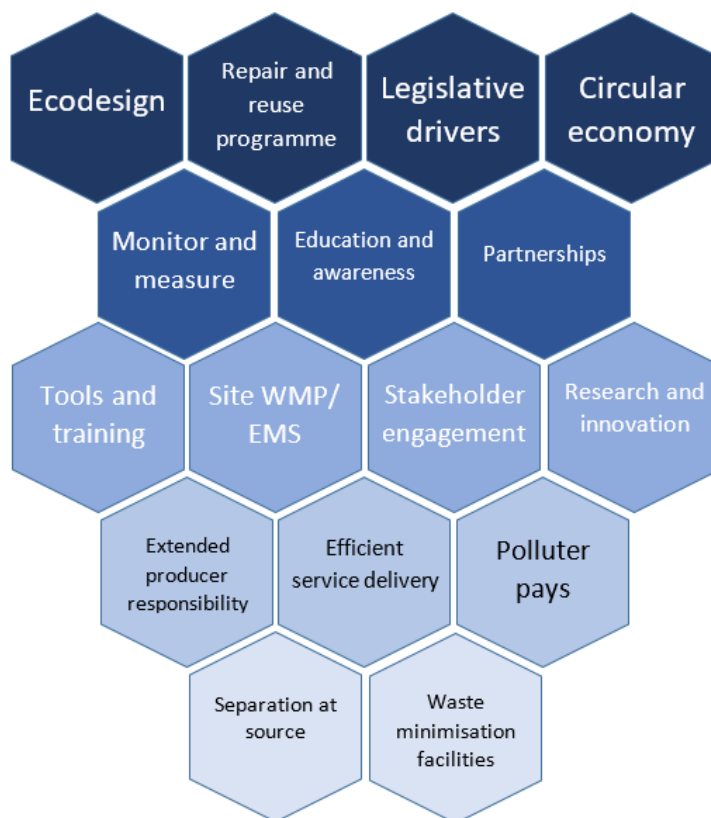 Ecodesign
Repair and
reuse
programme
Legislative
drivers
Circular
economy
Monitor and
measure
Education and
awareness
Partnerships
Tools and
training
Site WMP/
EMS
Stakeholder
engagement
Research and
innovation
Extended
producer
responsibility
Efficient
service delivery
Polluter
pays
Separation at
source
Waste
minimisation
facilities